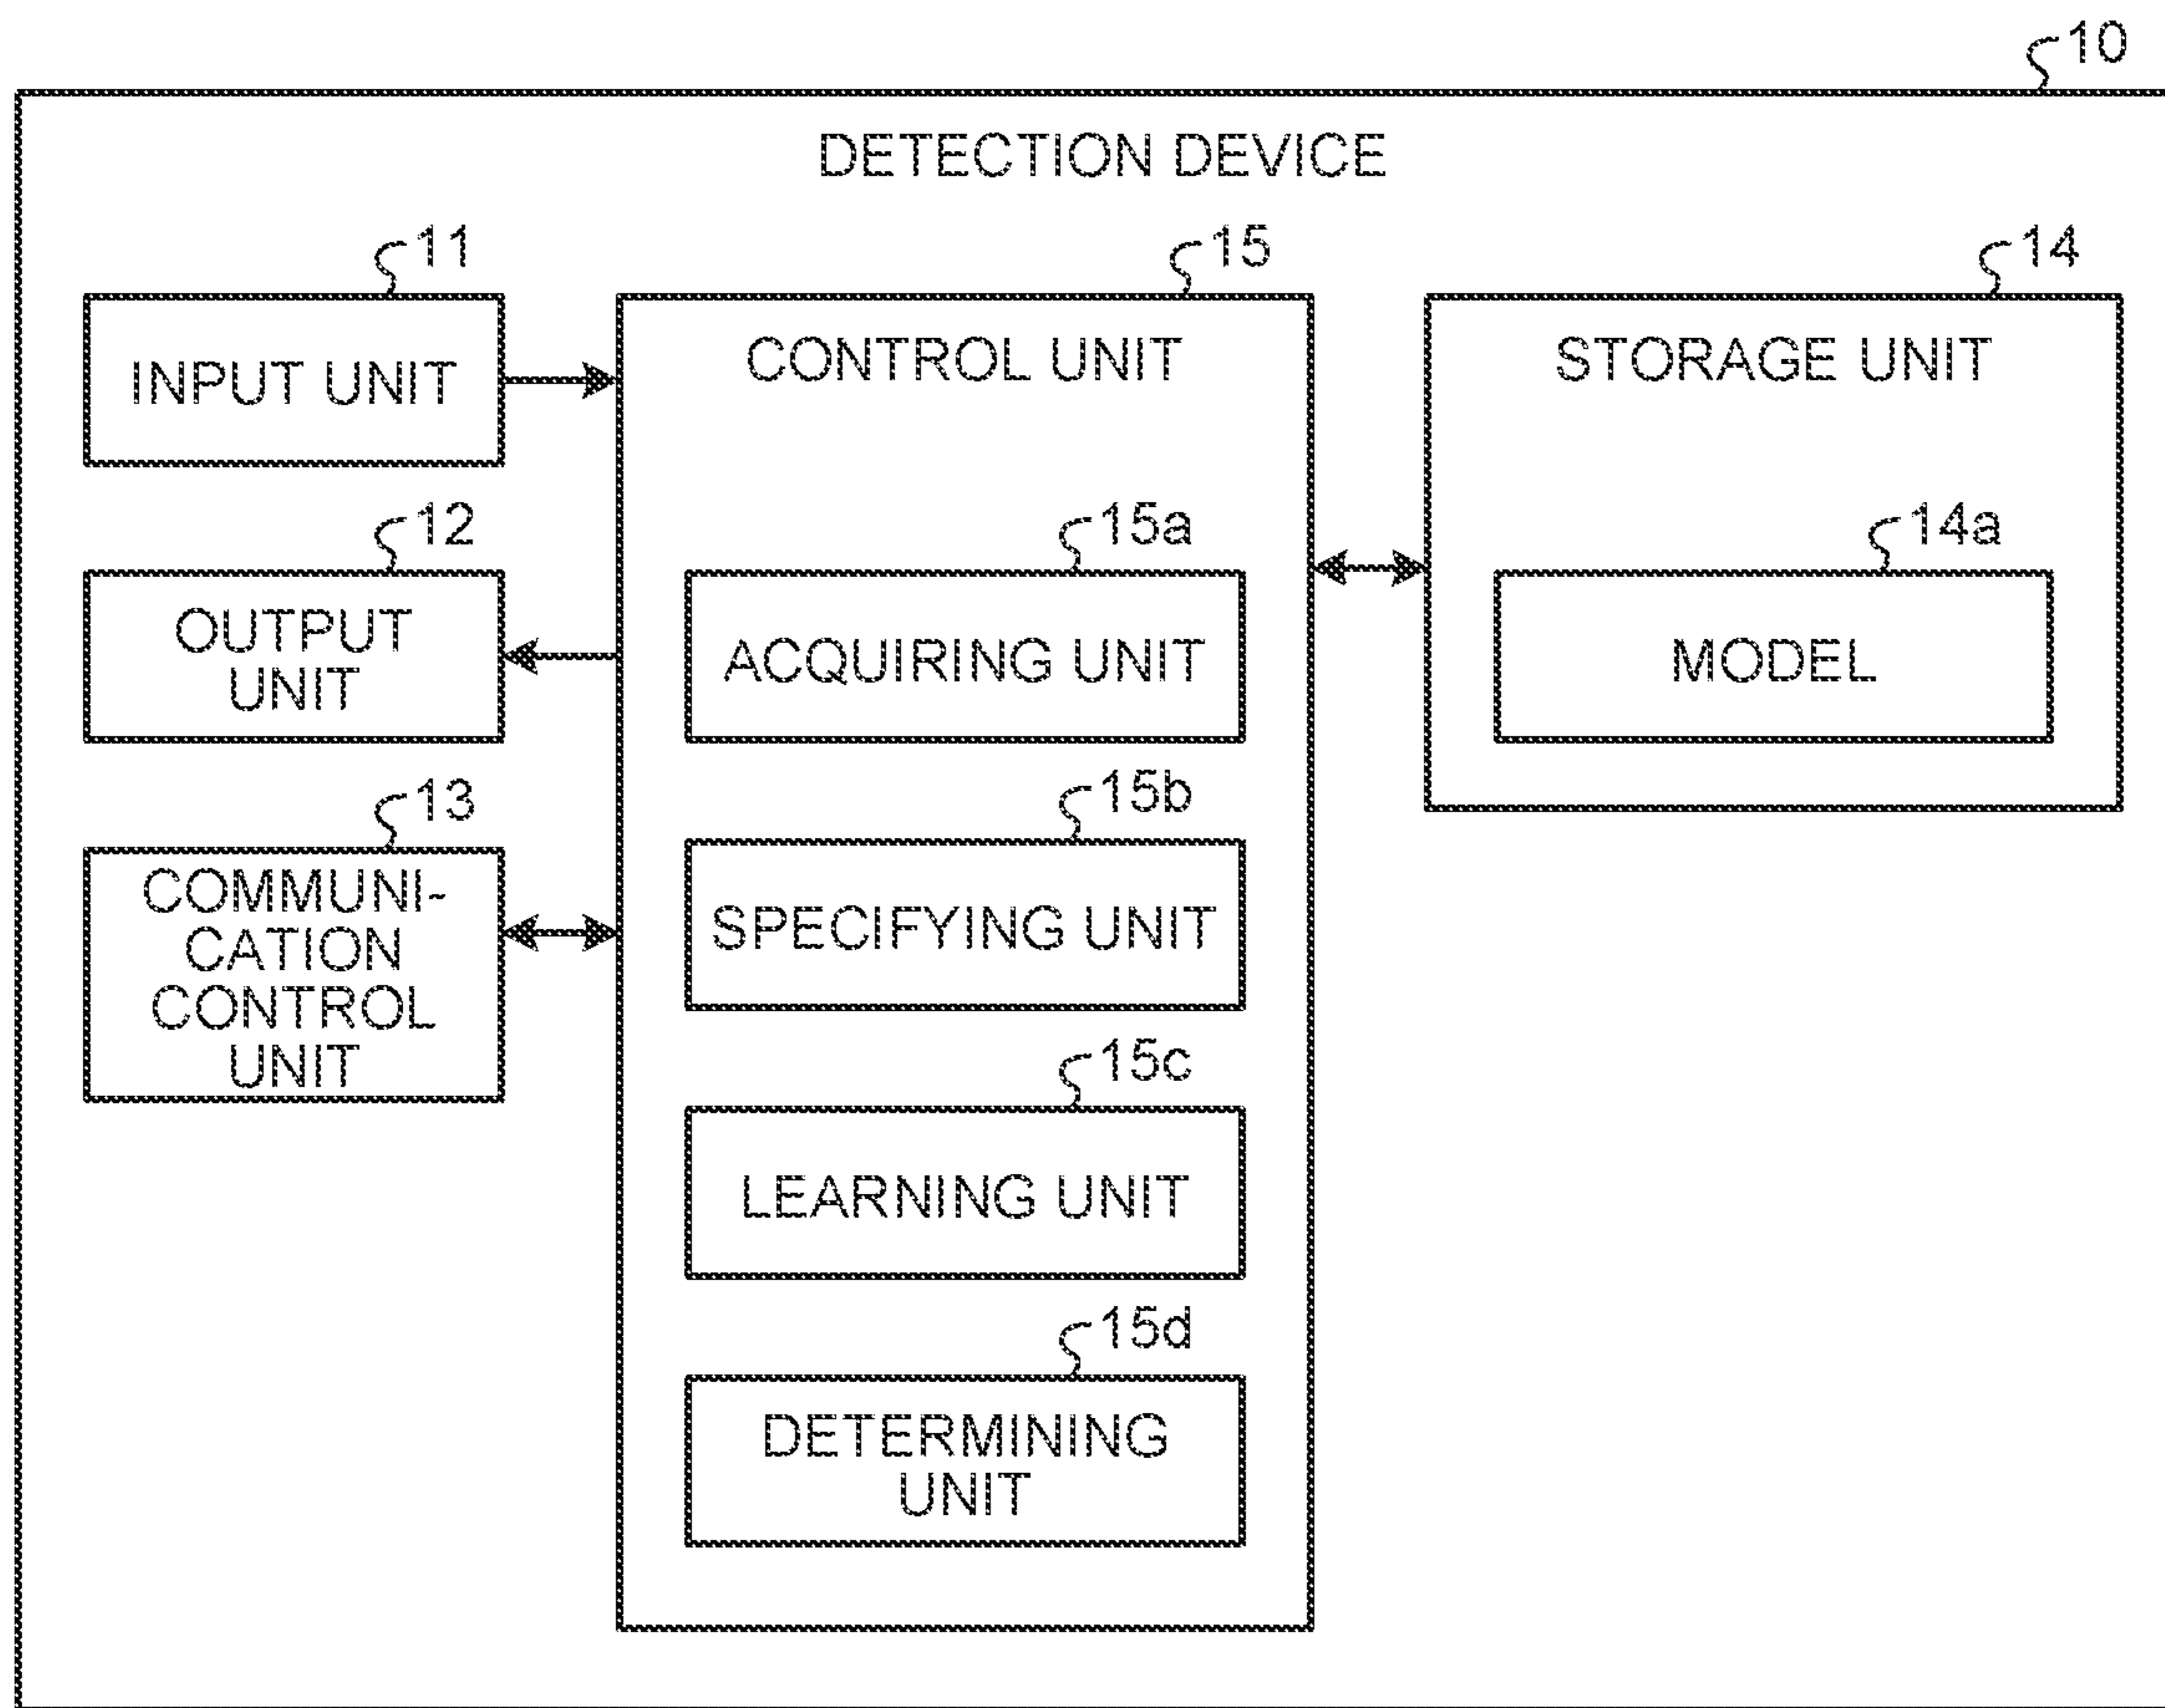 10
DETECTION DEVICE
11
INPUT UNIT
12
OUTPUT
UNIT
13
COMMUNI-
CATION
CONTROL
UNIT
15
CONTROL UNIT
15a
ACQUIRING UNIT
15b
SPECIFYING UNIT
15c
LEARNING UNIT
15d
DETERMINING
UNIT
14
STORAGE UNIT
14a
MODEL